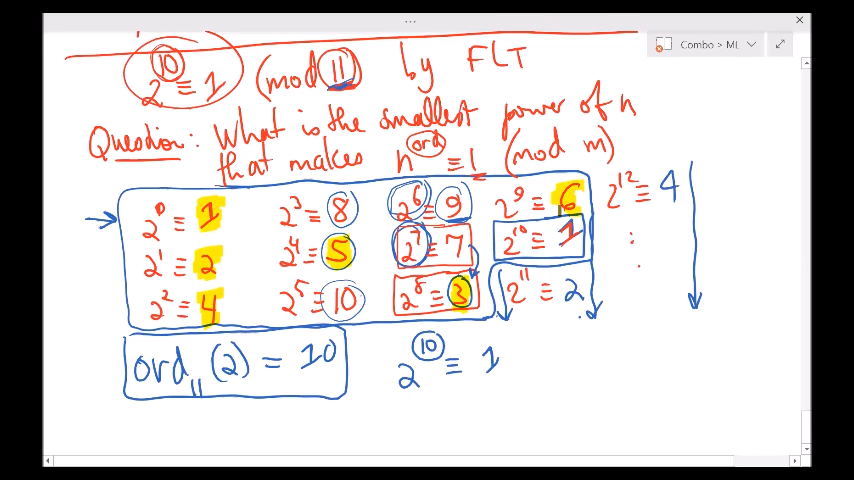 Combo > ML
2^10 ≡ 1 (mod 11) by FLT
Question: What is the smallest power of n
that makes n^ord ≡ 1 (mod m)
2^0 ≡ 1 2^3 ≡ 8 2^6 ≡ 9 2^9 ≡ 6 2^12 ≡ 4
2^1 ≡ 2 2^4 ≡ 5 2^7 ≡ 7 2^10 ≡ 1 ⋮
2^2 ≡ 4 2^5 ≡ 10 2^8 ≡ 3 2^11 ≡ 2
ord_11 (2) = 10 2^10 ≡ 1